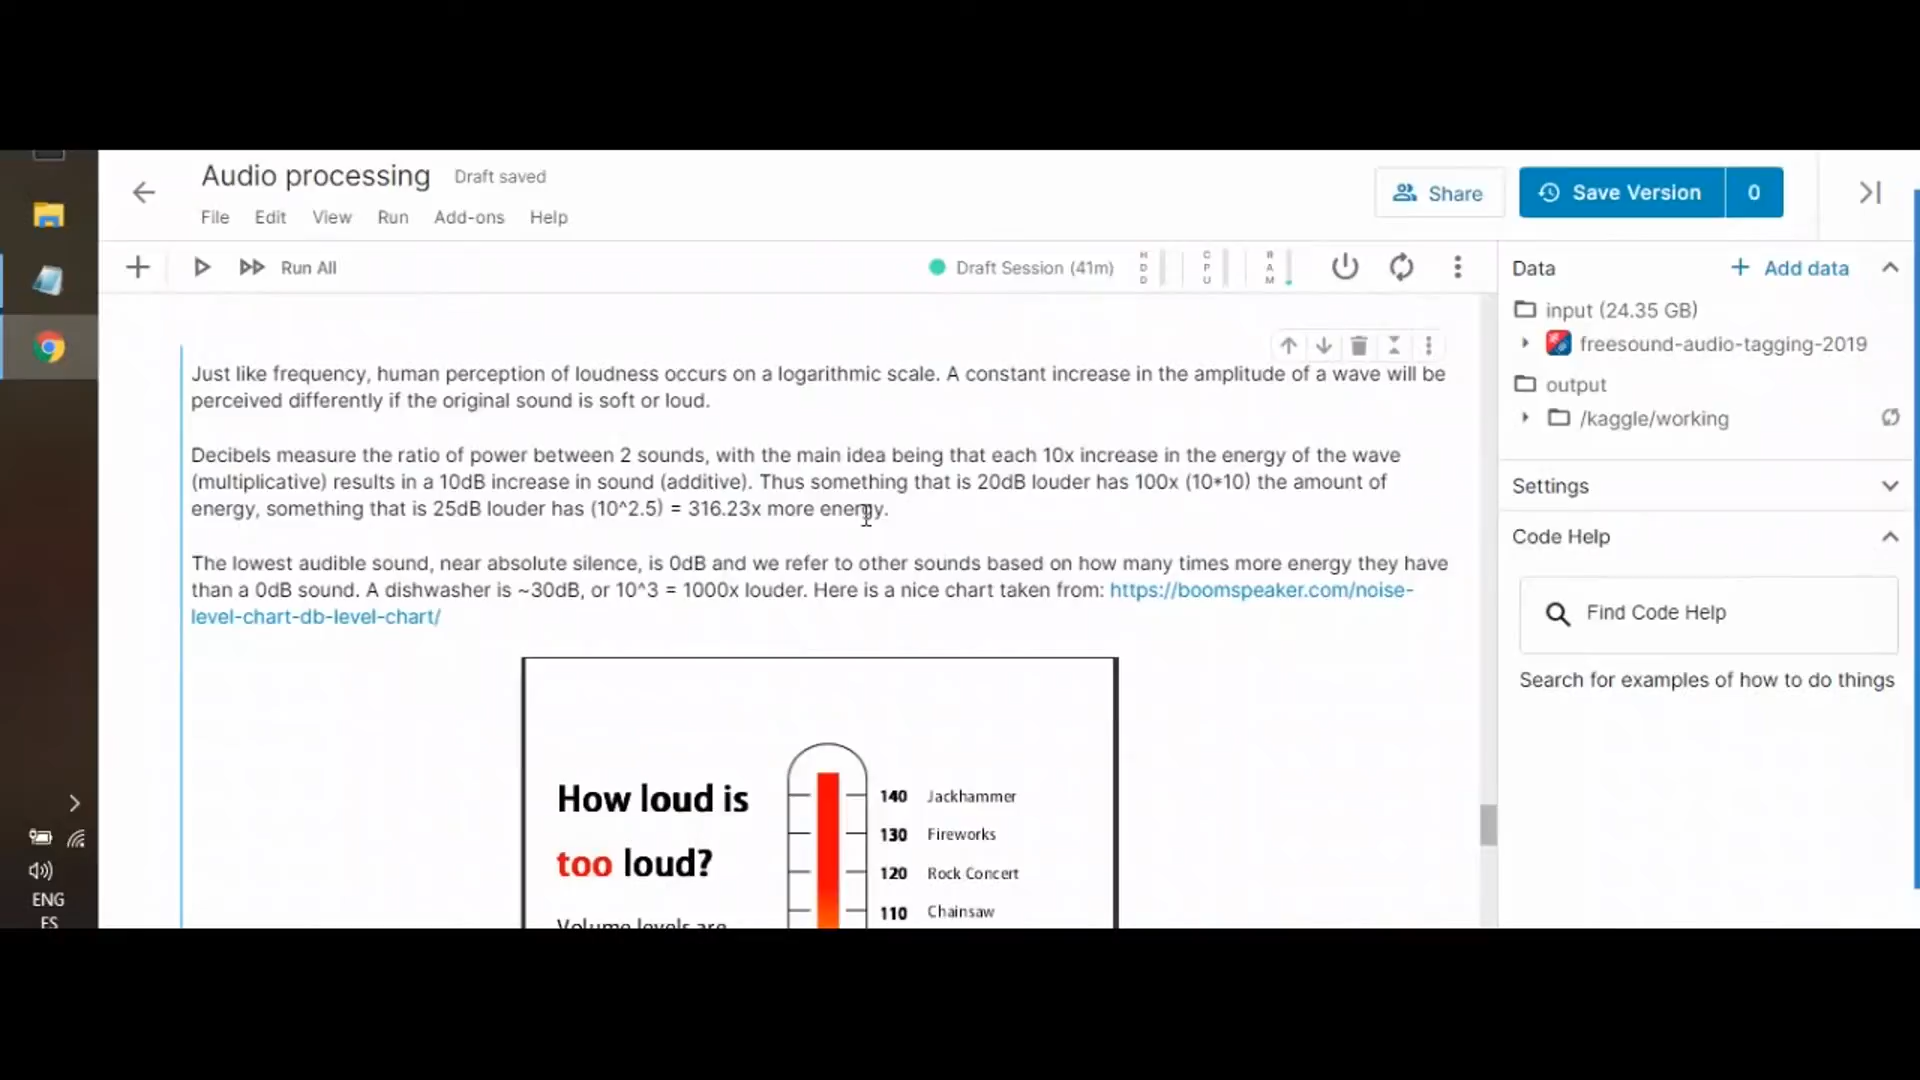 Audio processing Draft saved
File Edit View Run Add-ons Help
Share
Save Version 0
Run All
Draft Session (41m)
HDD
CPU
RAM
Just like frequency, human perception of loudness occurs on a logarithmic scale. A constant increase in the amplitude of a wave will be
perceived differently if the original sound is soft or loud.
Decibels measure the ratio of power between 2 sounds, with the main idea being that each 10x increase in the energy of the wave
(multiplicative) results in a 10dB increase in sound (additive). Thus something that is 20dB louder has 100x (10*10) the amount of
energy, something that is 25dB louder has (10^2.5) = 316.23x more energy.
The lowest audible sound, near absolute silence, is 0dB and we refer to other sounds based on how many times more energy they have
than a 0dB sound. A dishwasher is ~30dB, or 10^3 = 1000x louder. Here is a nice chart taken from: https://boomspeaker.com/noise-
level-chart-db-level-chart/
How loud is
too loud?
Volume levels are
140 Jackhammer
130 Fireworks
120 Rock Concert
110 Chainsaw
Data
Add data
input (24.35 GB)
freesound-audio-tagging-2019
output
/kaggle/working
Settings
Code Help
Find Code Help
Search for examples of how to do things
ENG
ES